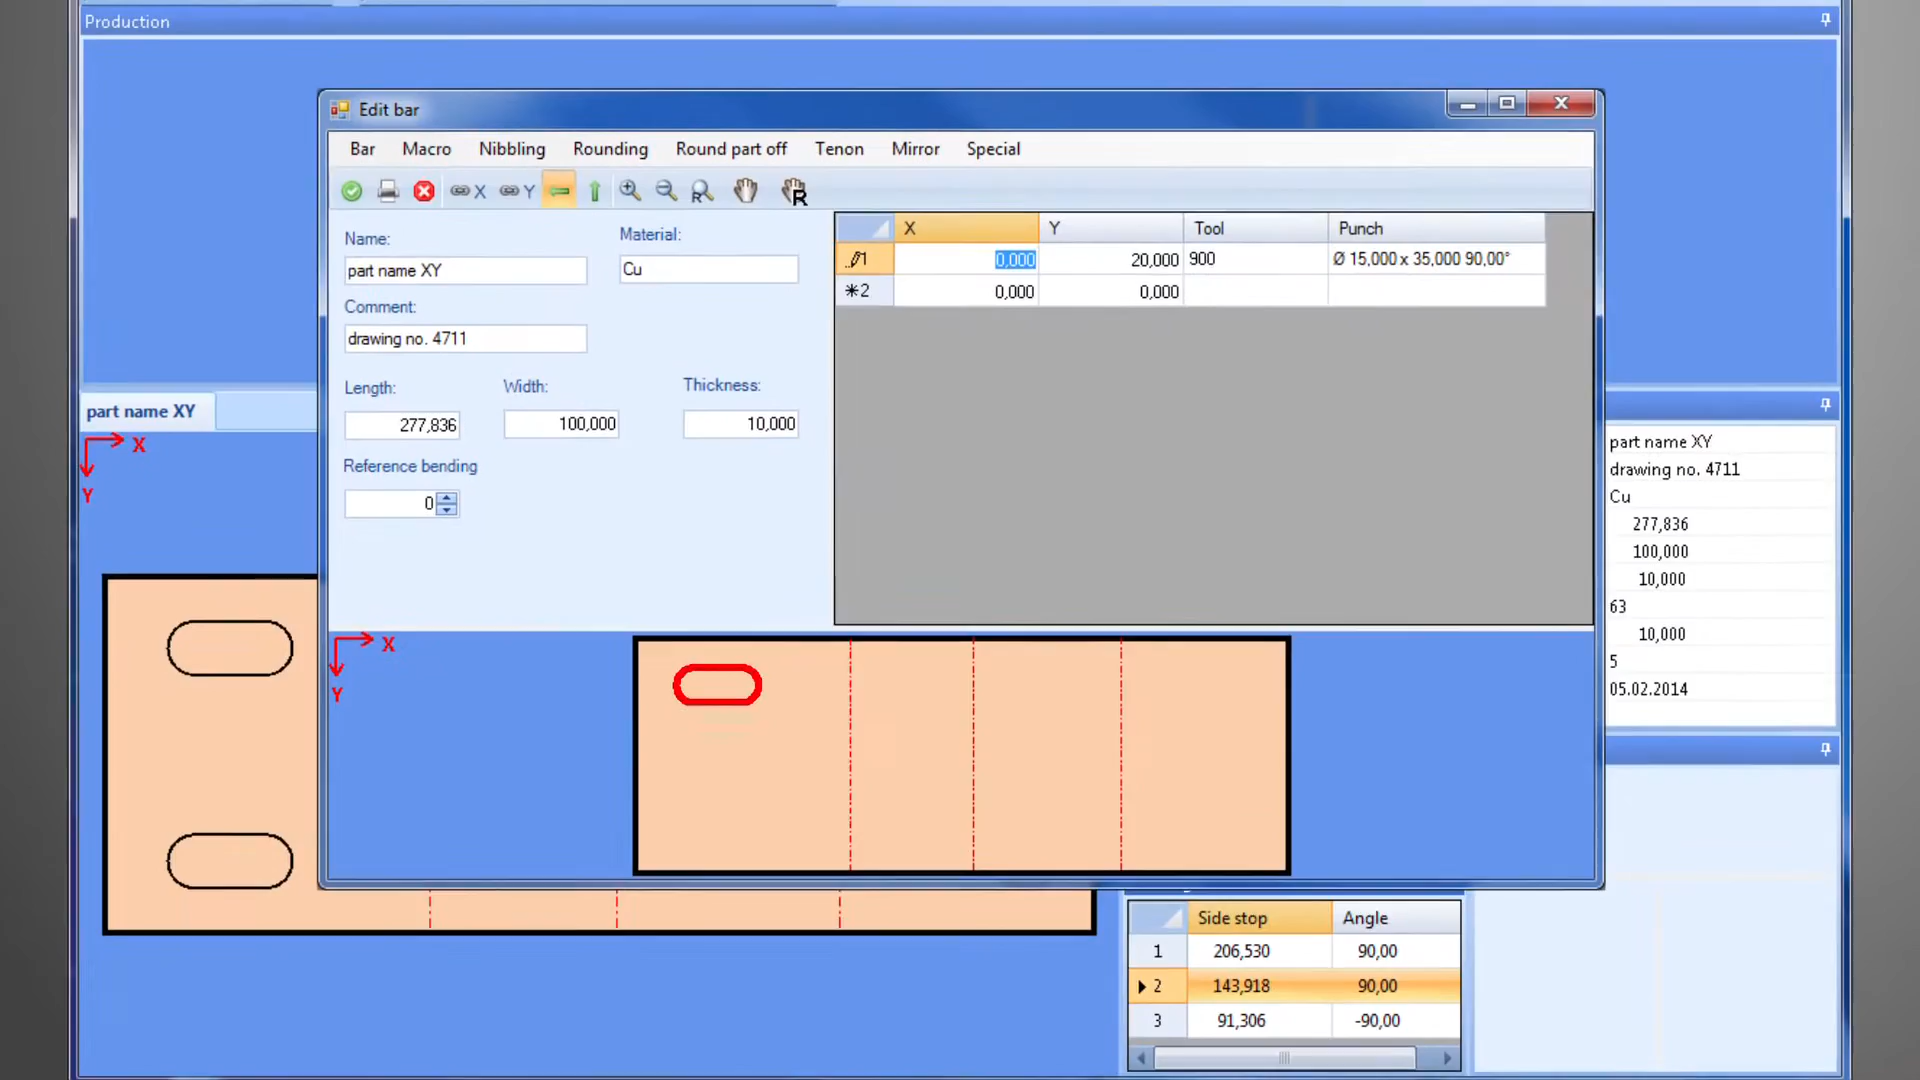 Production
Edit bar
Bar Macro Nibbling Rounding Round part off Tenon Mirror Special
X Y R R
Name: Material:
part name XY Cu
Comment:
drawing no. 4711
Length: Width: Thickness:
277,836 100,000 10,000
Reference bending
0
X Y Tool Punch
1 0,000 20,000 900 Ø 15,000 x 35,000 90,00°
2 0,000 0,000
part name XY
X
Y
X
Y
part name XY
drawing no. 4711
Cu
277,836
100,000
10,000
63
10,000
5
05.02.2014
Side stop Angle
1 206,530 90,00
2 143,918 90,00
3 91,306 -90,00